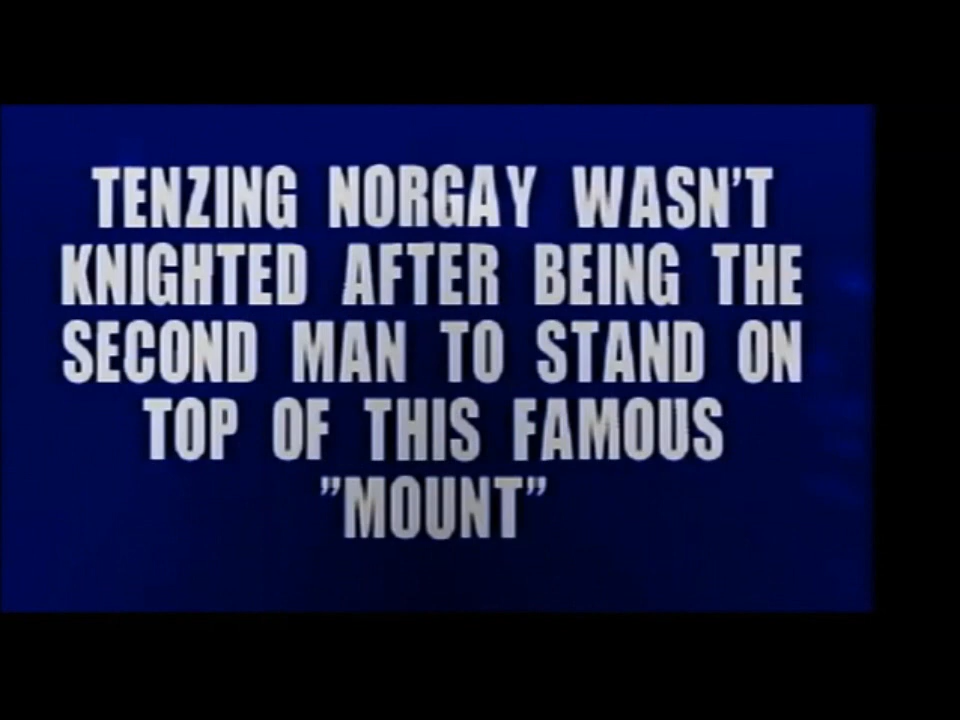 TENZING NORGAY WASN'T
KNIGHTED AFTER BEING THE
SECOND MAN TO STAND ON
TOP OF THIS FAMOUS
"MOUNT"